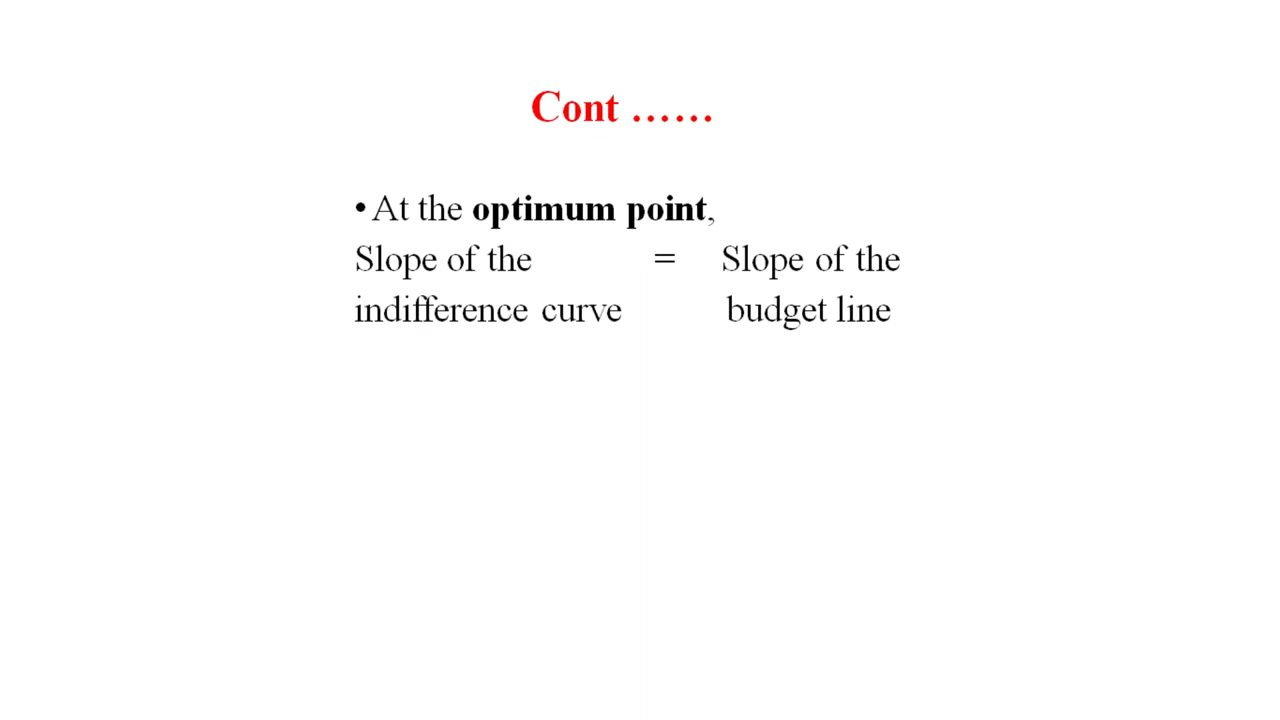 Cont ……
•At the optimum point,
Slope of the = Slope of the
indifference curve budget line